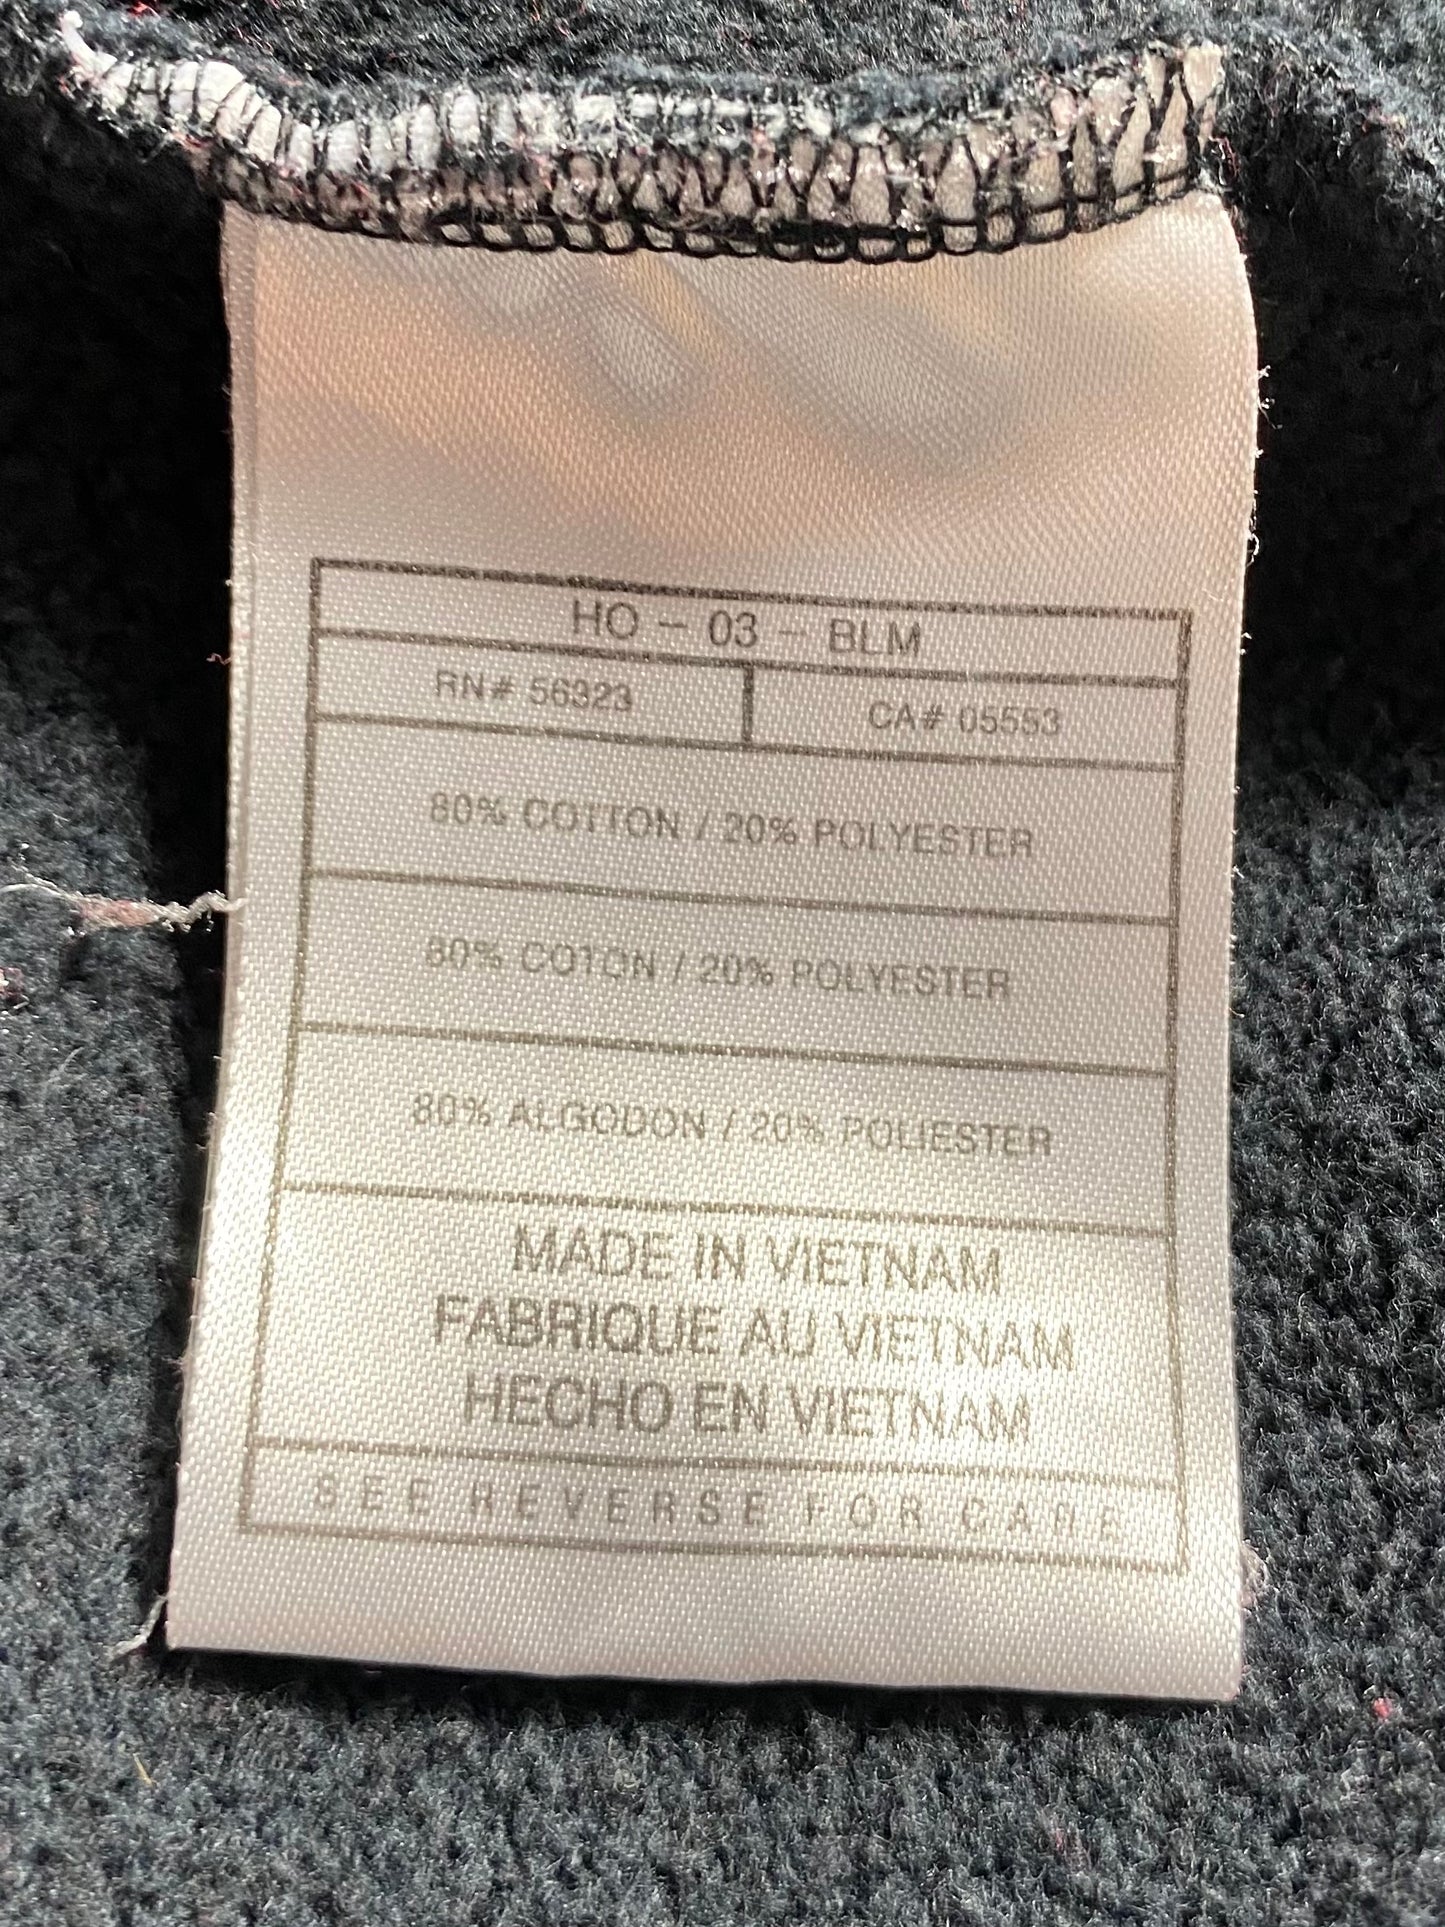 HO - 03 - BLM
RN# 56323
CA# 05553
80% COTTON / 20% POLYESTER
80% COTON / 20% POLYESTER
80% ALGODON / 20% POLIESTER
MADE IN VIETNAM
FABRIQUE AU VIETNAM
HECHO EN VIETNAM
SEE REVERSE FOR CARE